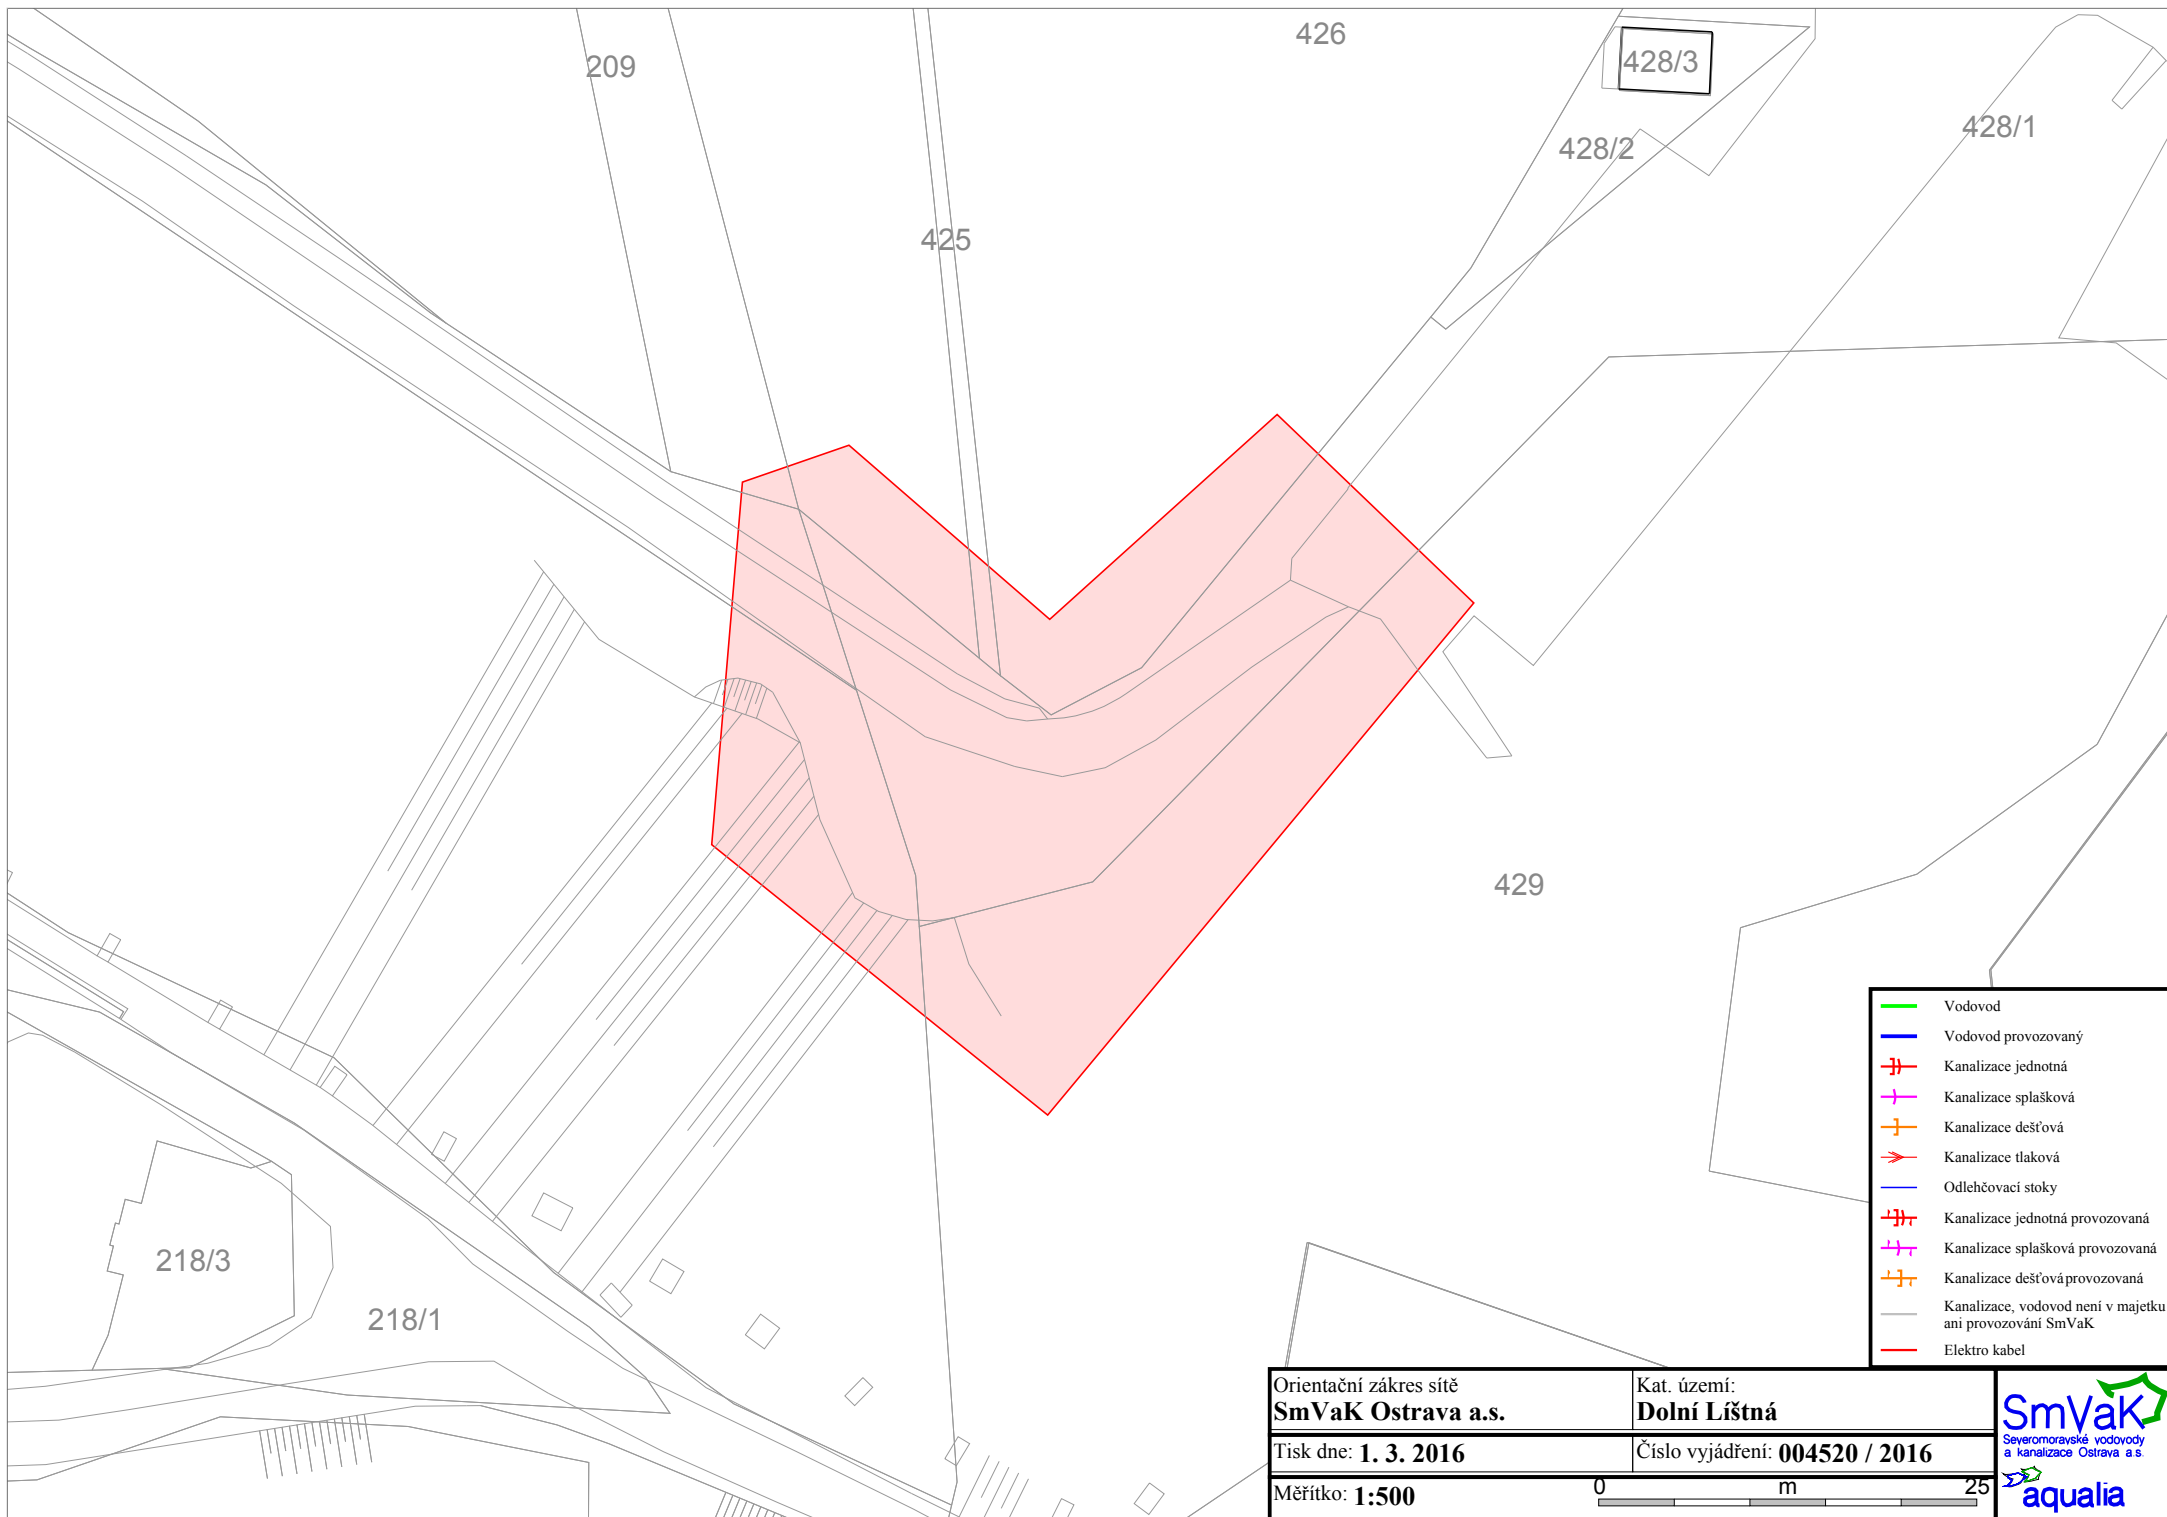 426
209
428/3
428/1
428/2
425
429
218/3
218/1
Vodovod
Vodovod provozovaný
Kanalizace jednotná
Kanalizace splašková
Kanalizace dešťová
Kanalizace tlaková
Odlehčovací stoky
Kanalizace jednotná provozovaná
Kanalizace splašková provozovaná
Kanalizace dešťová provozovaná
Kanalizace, vodovod není v majetku
ani provozování SmVaK
Elektro kabel
Orientační zákres sítě
SmVaK Ostrava a.s.
Kat. území:
Dolní Líštná
Tisk dne: 1. 3. 2016
Číslo vyjádření: 004520 / 2016
Měřítko: 1:500
0 m 25
SmVaK
Severomoravské vodovody
a kanalizace Ostrava a.s.
aqualia